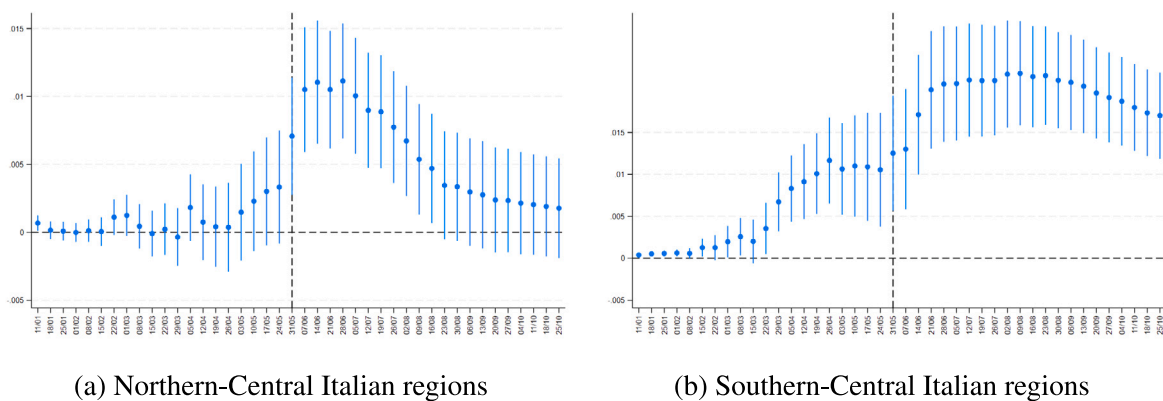 .015
.01
.005
0
-.005
11/01 18/01 25/01 01/02 08/02 15/02 22/02 01/03 08/03 15/03 22/03 29/03 05/04 12/04 19/04 26/04 03/05 10/05 17/05 24/05 31/05 07/06 14/06 21/06 28/06 05/07 12/07 19/07 26/07 02/08 09/08 16/08 23/08 30/08 06/09 13/09 20/09 27/09 04/10 11/10 18/10 25/10
(a) Northern-Central Italian regions
015
.01
.005
0
-.005
11/01 18/01 25/01 01/02 08/02 15/02 22/02 01/03 08/03 15/03 22/03 29/03 05/04 12/04 19/04 26/04 03/05 10/05 17/05 24/05 31/05 07/06 14/06 21/06 28/06 05/07 12/07 19/07 26/07 02/08 09/08 16/08 23/08 30/08 06/09 13/09 20/09 27/09 04/10 11/10 18/10 25/10
(b) Southern-Central Italian regions